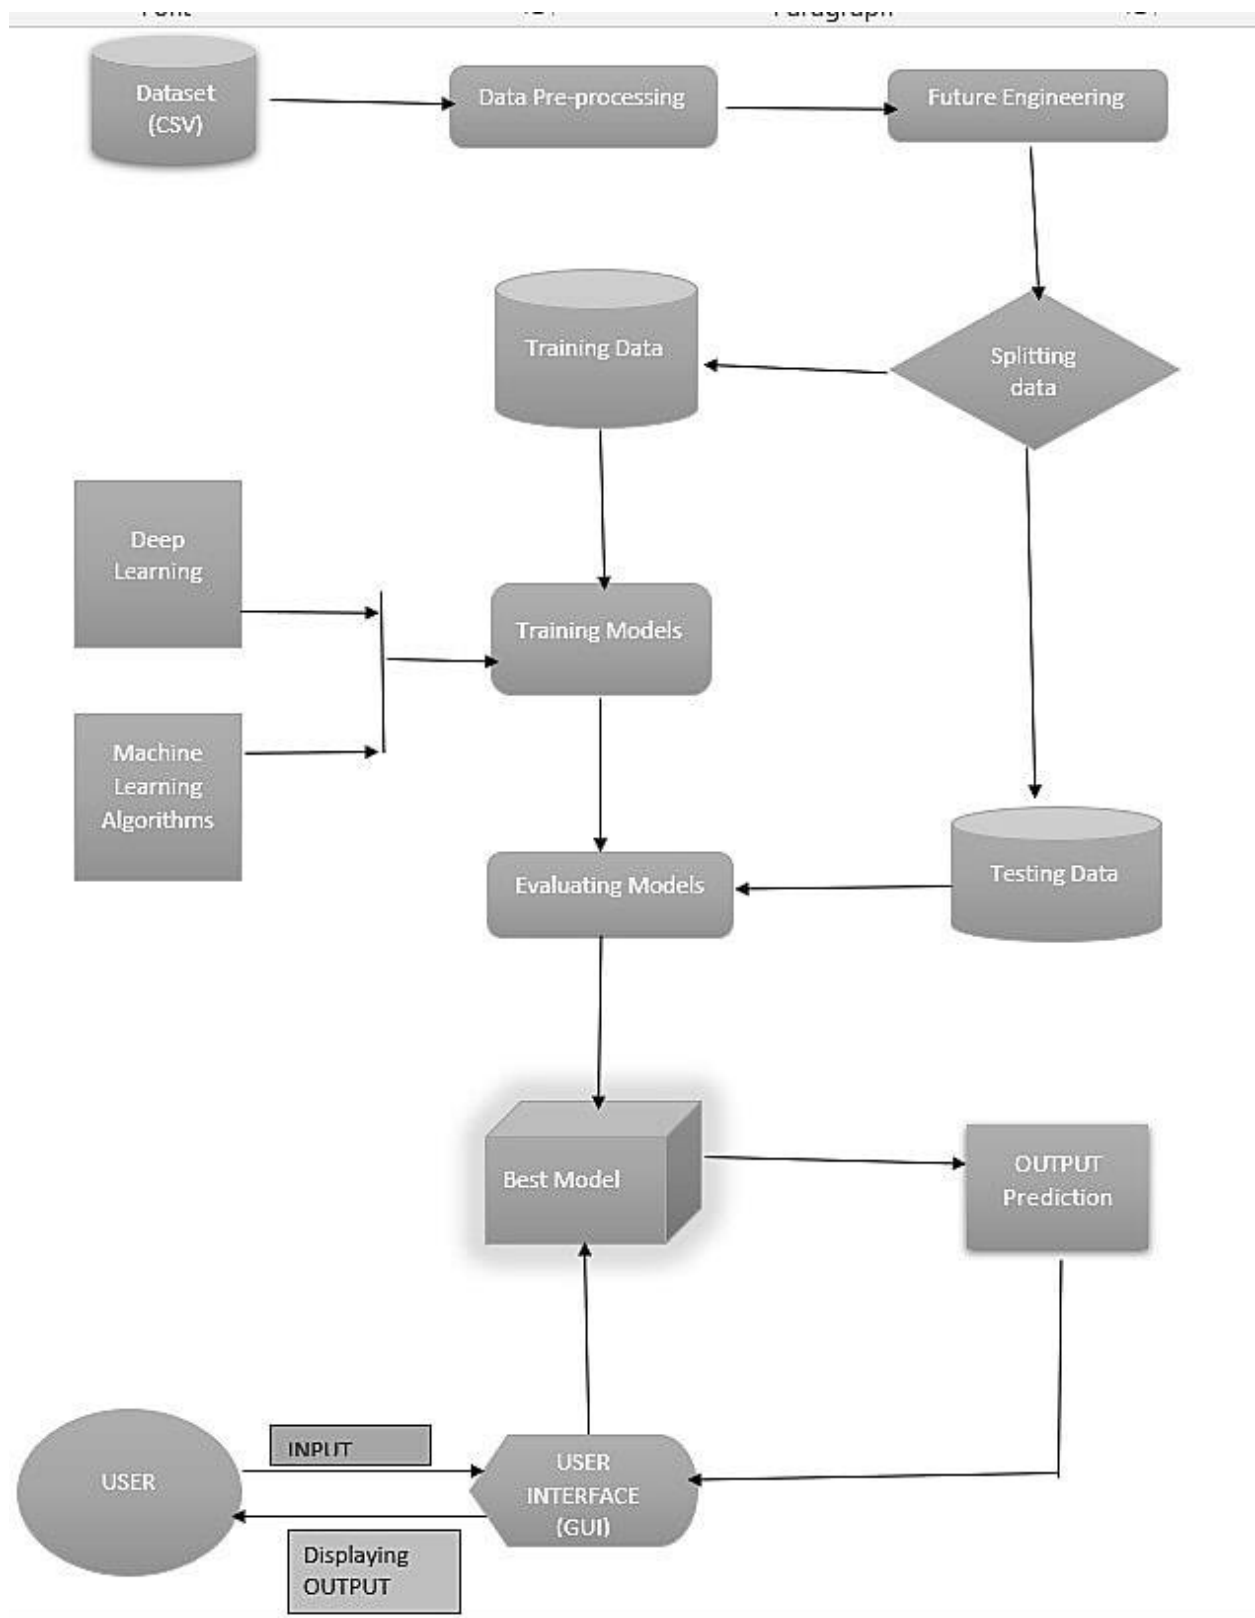 Dataset
(CSV)
Data Pre-processing
Future Engineering
Training Data
Splitting
data
Deep
Learning
Training Models
Machine
Learning
Algorithms
Evaluating Models
Testing Data
Best Model
OUTPUT
Prediction
INPUT
USER
USER
INTERFACE
(GUI)
Displaying
OUTPUT